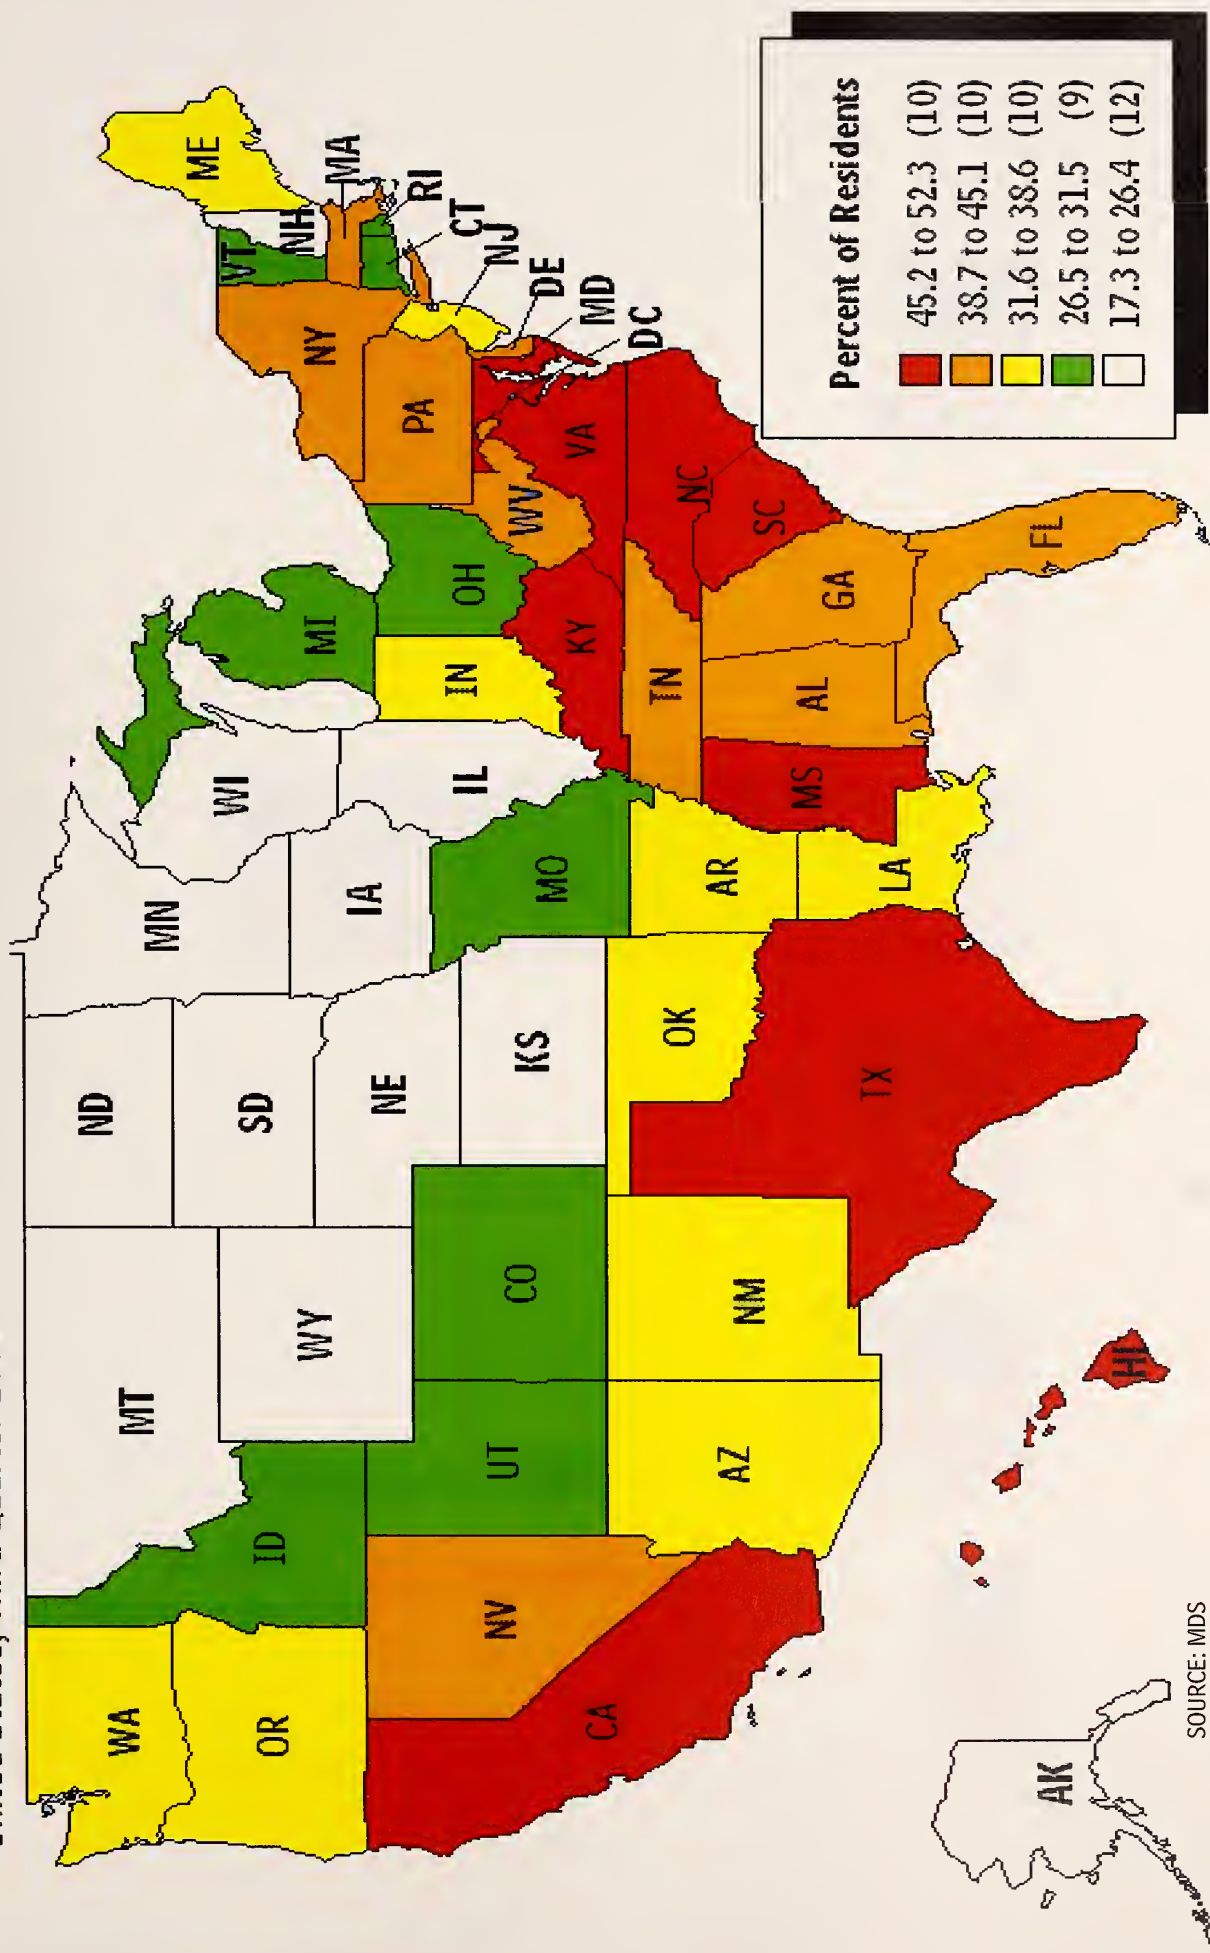 WA
OR
CA
NV
ID
MT
WY
UT
CO
AZ
NM
ND
SD
NE
KS
OK
TX
MN
IA
MO
AR
LA
WI
IL
MS
MI
IN
OH
KY
TN
AL
GA
FL
SC
NC
VA
WV
PA
NY
VT
NH
ME
MA
RI
CT
NJ
DE
MD
DC
AK
HI
Percent of Residents
45.2 to 52.3 (10)
38.7 to 45.1 (10)
31.6 to 38.6 (10)
26.5 to 31.5 (9)
17.3 to 26.4 (12)
SOURCE: MDS